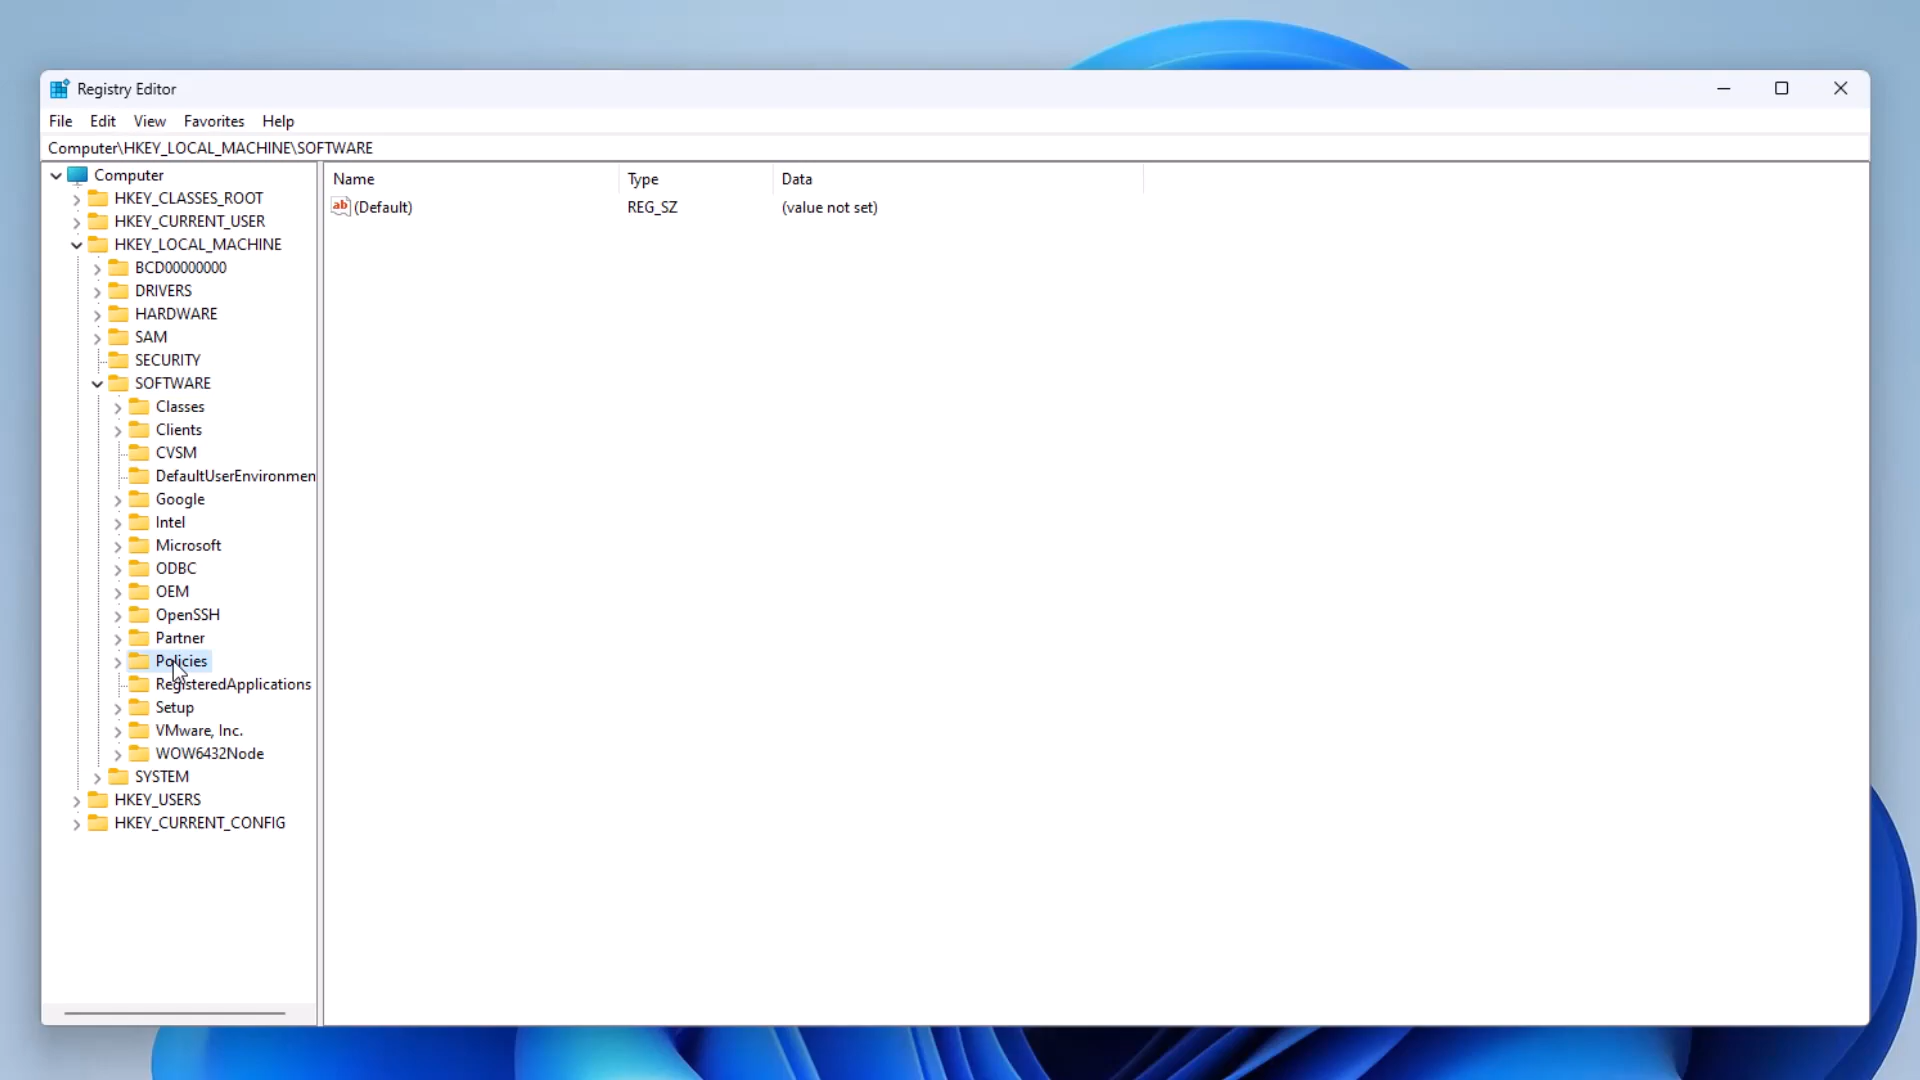 Registry Editor
File Edit View Favorites Help
Computer\HKEY_LOCAL_MACHINE\SOFTWARE
Computer
HKEY_CLASSES_ROOT
HKEY_CURRENT_USER
HKEY_LOCAL_MACHINE
BCD00000000
DRIVERS
HARDWARE
SAM
SECURITY
SOFTWARE
Classes
Clients
CVSM
DefaultUserEnvironmen
Google
Intel
Microsoft
ODBC
OEM
OpenSSH
Partner
Policies
RegisteredApplications
Setup
VMware, Inc.
WOW6432Node
SYSTEM
HKEY_USERS
HKEY_CURRENT_CONFIG
Name Type Data
ab (Default) REG_SZ (value not set)